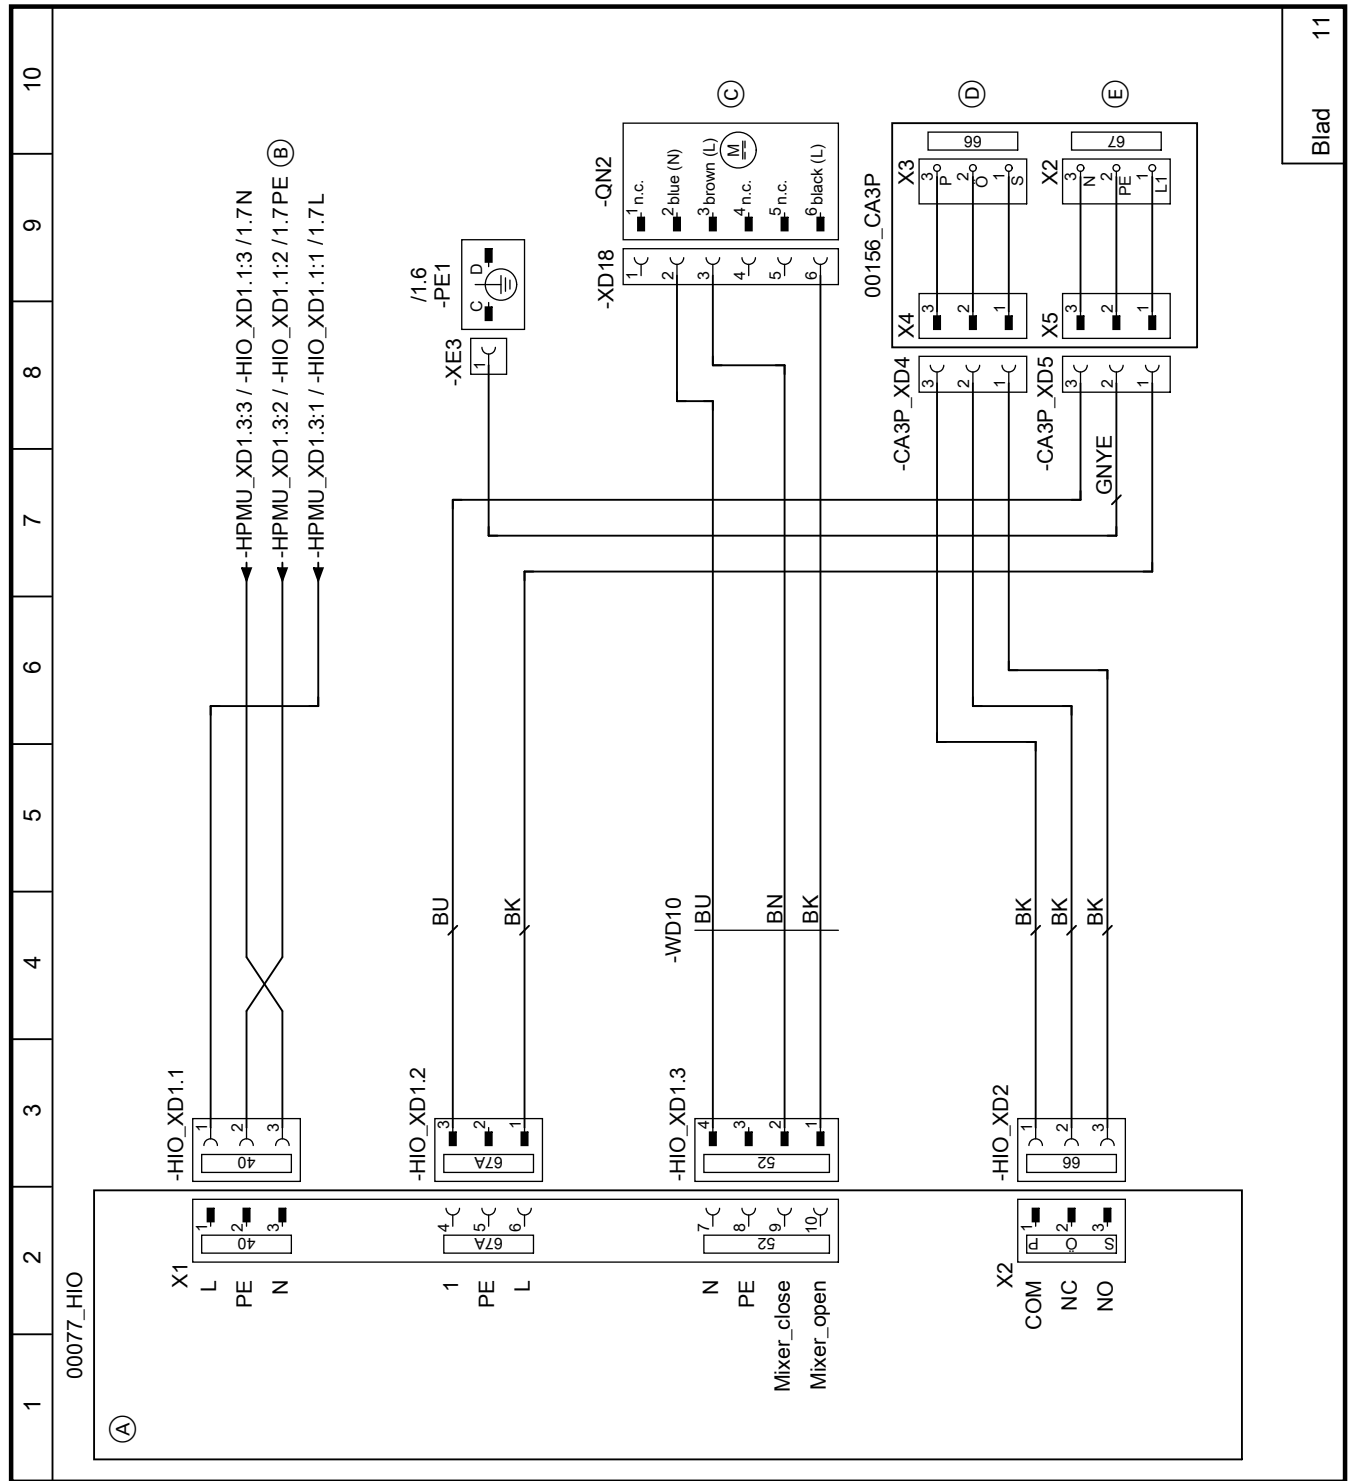 1 2 3 4 5 6 7 8 9 10
00077_HIO
A
X1
40
1 L
2 PE
3 N
67A
4 1
5 PE
6 L
52
7 N
8 PE
9 Mixer_close
10 Mixer_open
X2
P Ö S
1 COM
2 NC
3 NO
-HIO_XD1.1
40
1
2
3
-HIO_XD1.2
67A
3
2
1
-HIO_XD1.3
52
4
3
2
1
-HIO_XD2
66
1
2
3
BU
BK
-WD10
BU
BN
BK
BK
BK
BK
-HPMU_XD1.3:3 / -HIO_XD1.1:3 /1.7N
-HPMU_XD1.3:2 / -HIO_XD1.1:2 /1.7PE
-HPMU_XD1.3:1 / -HIO_XD1.1:1 /1.7L
B
-XE3
1
/1.6
-PE1
C D
-XD18
1
2
3
4
5
6
-QN2
1 n.c.
2 blue (N)
3 brown (L)
4 n.c.
5 n.c.
6 black (L)
M
C
-CA3P_XD4
3
2
1
-CA3P_XD5
3
2
1
GNYE
00156_CA3P
X4
3
2
1
X5
3
2
1
X3
3 P
2 Ö
1 S
66
X2
3 N
2 PE
1 L1
67
D
E
Blad 11